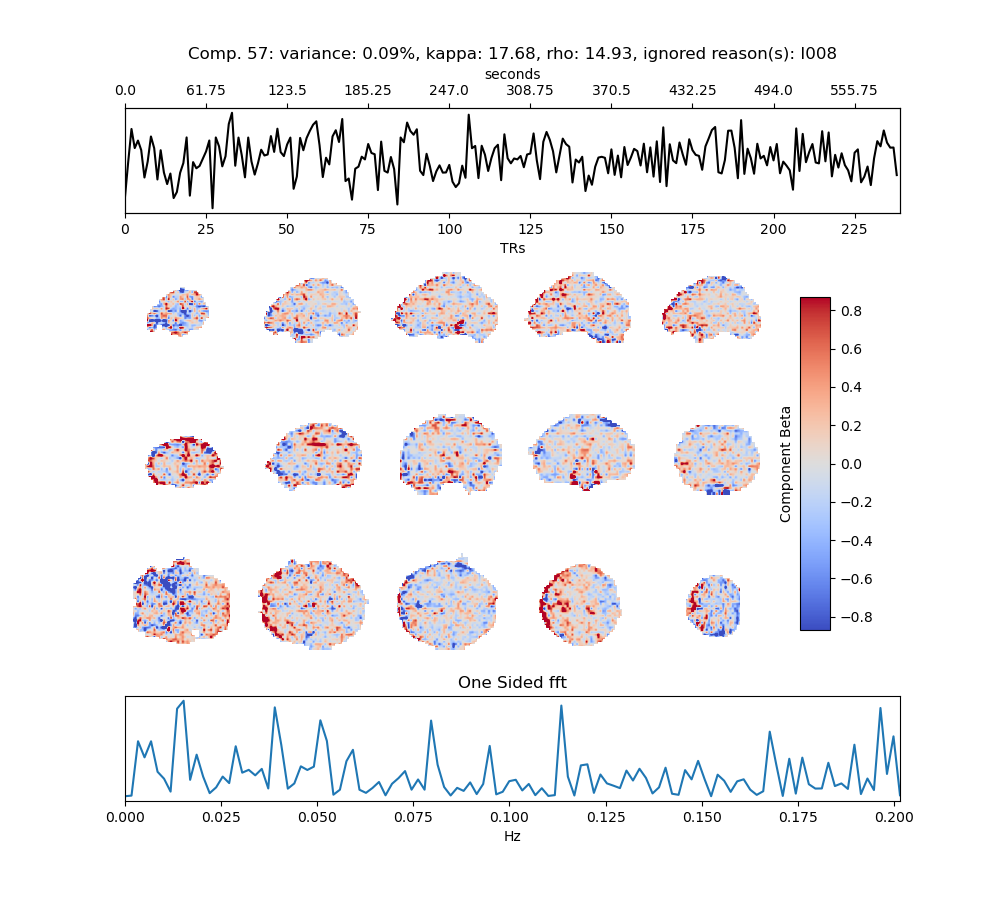 Comp. 57: variance: 0.09%, kappa: 17.68, rho: 14.93, ignored reason(s): I008
seconds
0.0 61.75 123.5 185.25 247.0 308.75 370.5 432.25 494.0 555.75
0 25 50 75 100 125 150 175 200 225
TRs
0.8
0.6
0.4
0.2
0.0
−0.2
−0.4
−0.6
−0.8
Component Beta
One Sided fft
0.000 0.025 0.050 0.075 0.100 0.125 0.150 0.175 0.200
Hz